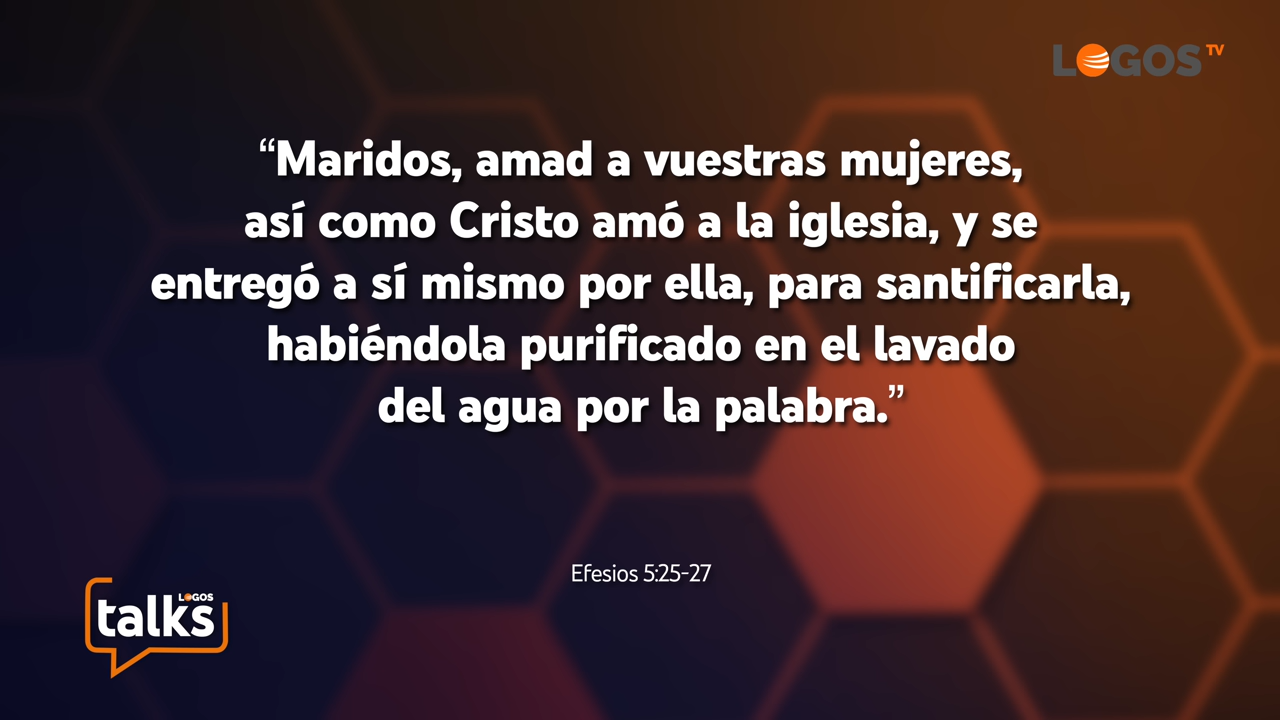 LOGOS TV
“Maridos, amad a vuestras mujeres,
así como Cristo amó a la iglesia, y se
entregó a sí mismo por ella, para santificarla,
habiéndola purificado en el lavado
del agua por la palabra.”
Efesios 5:25-27
LOGOS
talks